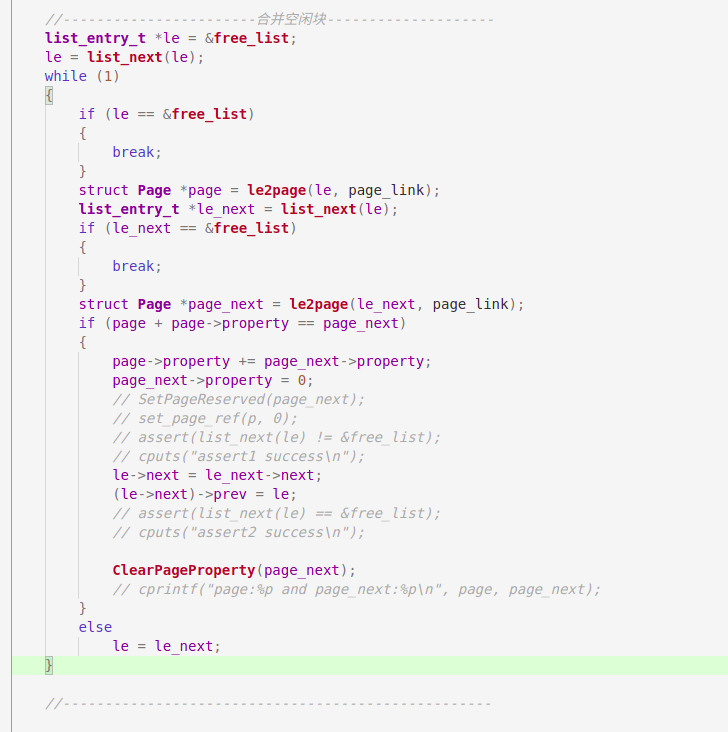 //-----------------------合并空闲块--------------------
list_entry_t *le = &free_list;
le = list_next(le);
while (1)
{
    if (le == &free_list)
    {
        break;
    }
    struct Page *page = le2page(le, page_link);
    list_entry_t *le_next = list_next(le);
    if (le_next == &free_list)
    {
        break;
    }
    struct Page *page_next = le2page(le_next, page_link);
    if (page + page->property == page_next)
    {
        page->property += page_next->property;
        page_next->property = 0;
        // SetPageReserved(page_next);
        // set_page_ref(p, 0);
        // assert(list_next(le) != &free_list);
        // cputs("assert1 success\n");
        le->next = le_next->next;
        (le->next)->prev = le;
        // assert(list_next(le) == &free_list);
        // cputs("assert2 success\n");

        ClearPageProperty(page_next);
        // cprintf("page:%p and page_next:%p\n", page, page_next);
    }
    else
        le = le_next;
}

//---------------------------------------------------